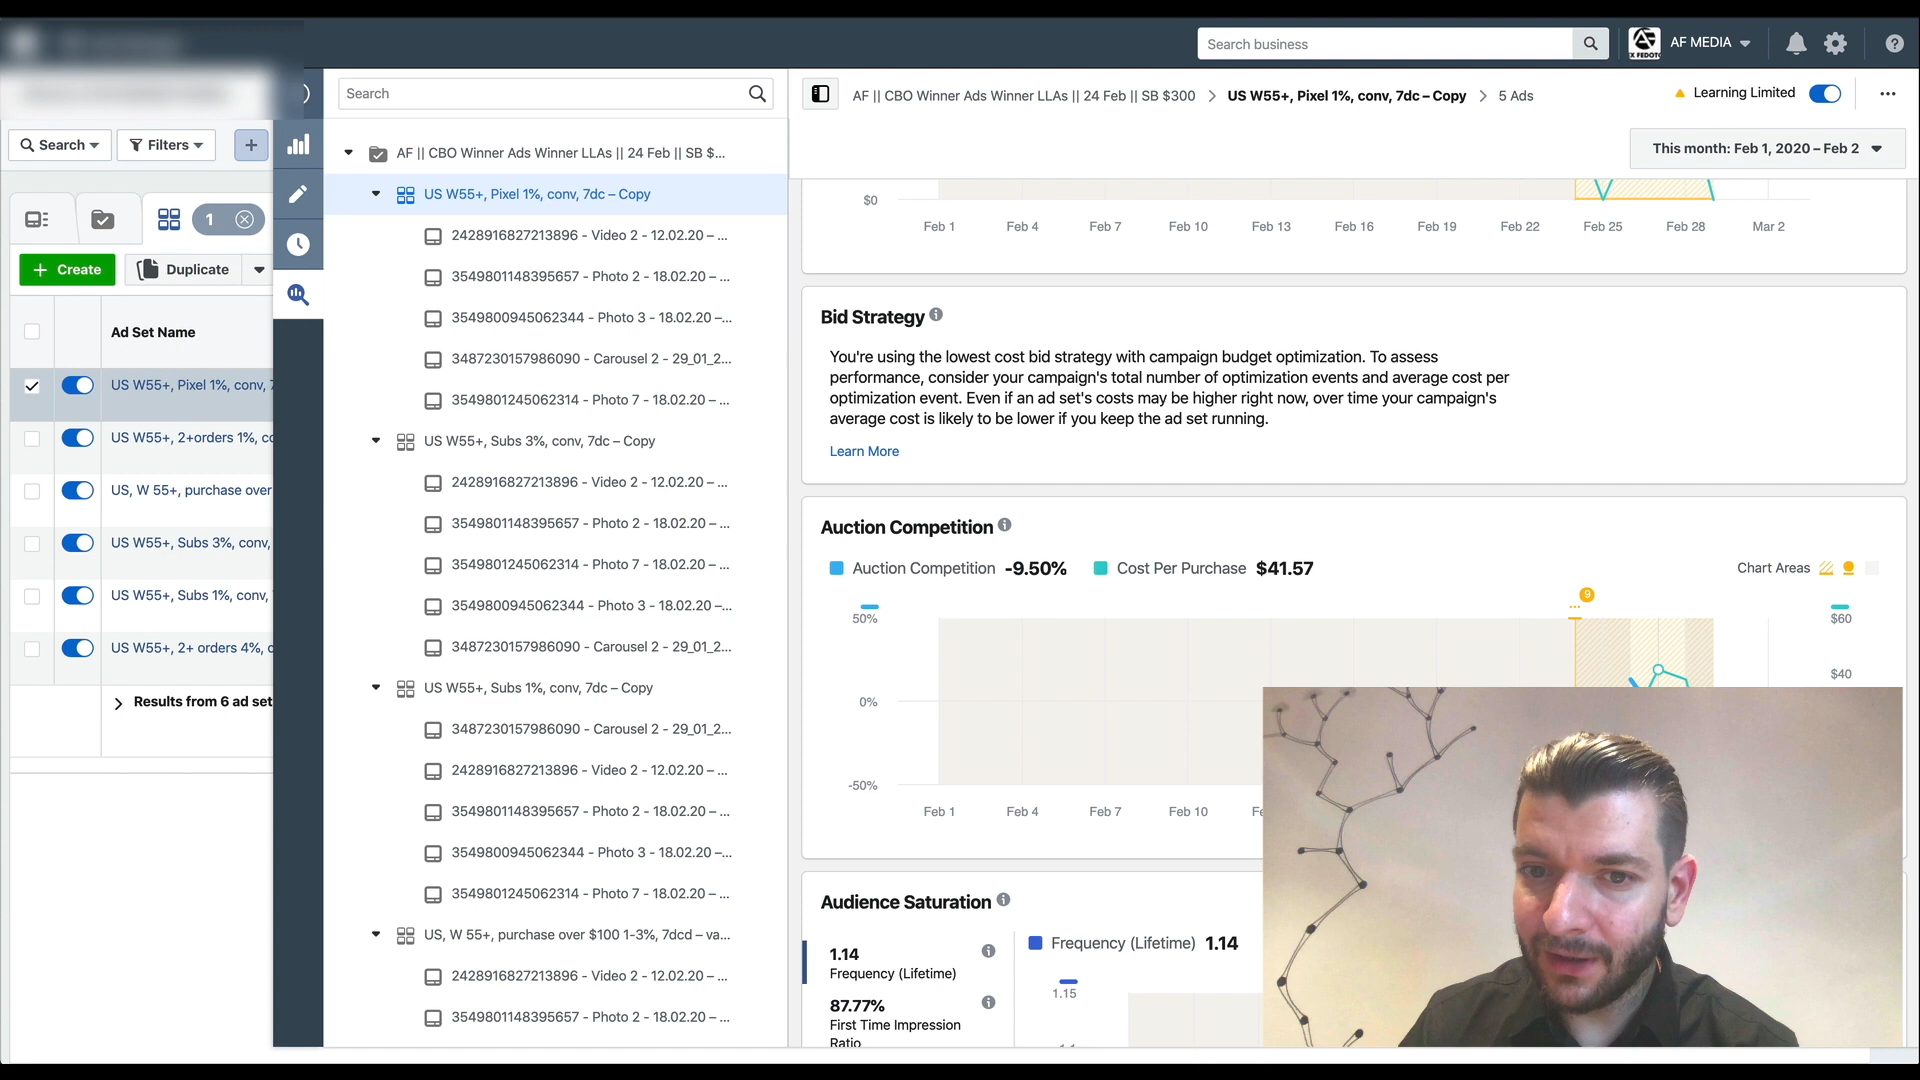 Search business
AF MEDIA
Search
AF || CBO Winner Ads Winner LLAs || 24 Feb || SB $300
US W55+, Pixel 1%, conv, 7dc – Copy
5 Ads
Learning Limited
This month: Feb 1, 2020 – Feb 2
Search
Filters
1
Create
Duplicate
Ad Set Name
US W55+, Pixel 1%, conv, 7
US W55+, 2+orders 1%, co
US, W 55+, purchase over
US W55+, Subs 3%, conv,
US W55+, Subs 1%, conv,
US W55+, 2+ orders 4%, c
Results from 6 ad set
AF || CBO Winner Ads Winner LLAs || 24 Feb || SB $...
US W55+, Pixel 1%, conv, 7dc – Copy
2428916827213896 - Video 2 - 12.02.20 – ...
3549801148395657 - Photo 2 - 18.02.20 – ...
3549800945062344 - Photo 3 - 18.02.20 –...
3487230157986090 - Carousel 2 - 29_01_2...
3549801245062314 - Photo 7 - 18.02.20 – ...
US W55+, Subs 3%, conv, 7dc – Copy
2428916827213896 - Video 2 - 12.02.20 – ...
3549801148395657 - Photo 2 - 18.02.20 – ...
3549801245062314 - Photo 7 - 18.02.20 – ...
3549800945062344 - Photo 3 - 18.02.20 –...
3487230157986090 - Carousel 2 - 29_01_2...
US W55+, Subs 1%, conv, 7dc – Copy
3487230157986090 - Carousel 2 - 29_01_2...
2428916827213896 - Video 2 - 12.02.20 – ...
3549801148395657 - Photo 2 - 18.02.20 – ...
3549800945062344 - Photo 3 - 18.02.20 –...
3549801245062314 - Photo 7 - 18.02.20 – ...
US, W 55+, purchase over $100 1-3%, 7dcd – va...
2428916827213896 - Video 2 - 12.02.20 – ...
3549801148395657 - Photo 2 - 18.02.20 – ...
$0
Feb 1 Feb 4 Feb 7 Feb 10 Feb 13 Feb 16 Feb 19 Feb 22 Feb 25 Feb 28 Mar 2
Bid Strategy
You're using the lowest cost bid strategy with campaign budget optimization. To assess
performance, consider your campaign's total number of optimization events and average cost per
optimization event. Even if an ad set's costs may be higher right now, over time your campaign's
average cost is likely to be lower if you keep the ad set running.
Learn More
Auction Competition
Auction Competition -9.50% Cost Per Purchase $41.57
Chart Areas
9
50%
$60
$40
0%
-50%
Feb 1 Feb 4 Feb 7 Feb 10
Audience Saturation
1.14
Frequency (Lifetime)
87.77%
First Time Impression
Ratio
Frequency (Lifetime) 1.14
1.15